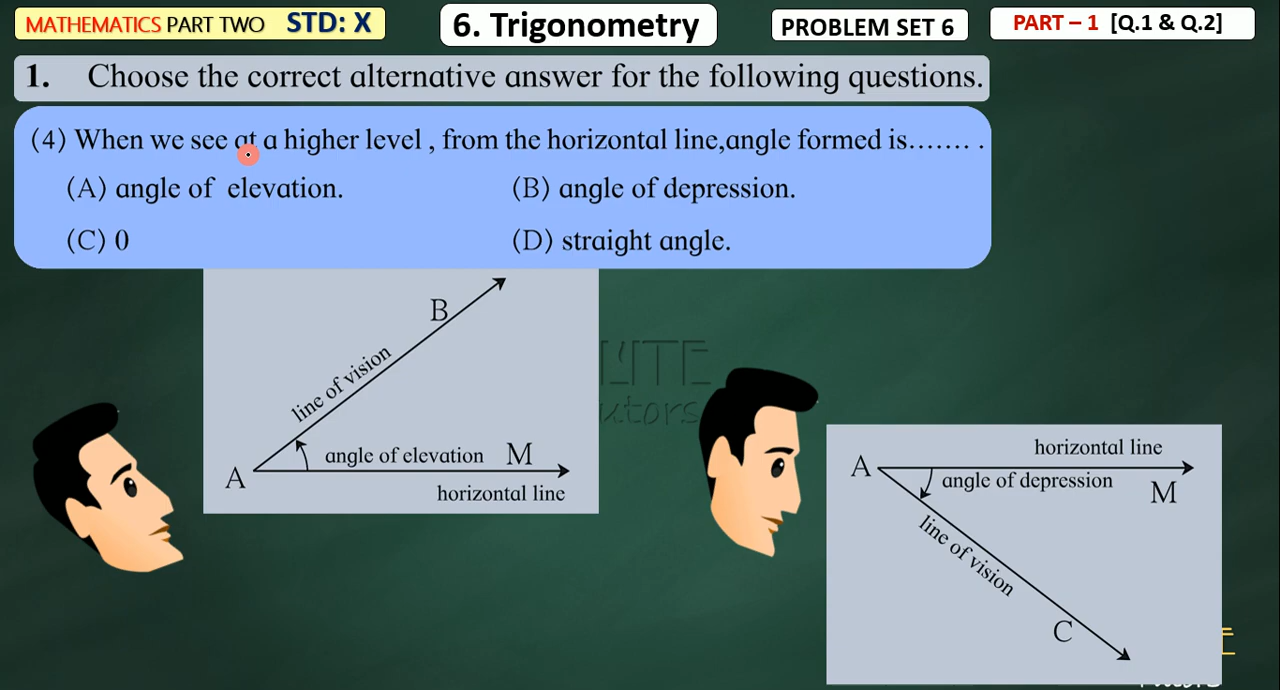 MATHEMATICS PART TWO STD: X
6. Trigonometry
PROBLEM SET 6
PART – 1 [Q.1 & Q.2]
1. Choose the correct alternative answer for the following questions.
(4) When we see at a higher level , from the horizontal line,angle formed is....... .
(A) angle of elevation.
(B) angle of depression.
(C) 0
(D) straight angle.
B
line of vision
angle of elevation M
A
horizontal line
horizontal line
A
angle of depression
M
line of vision
C